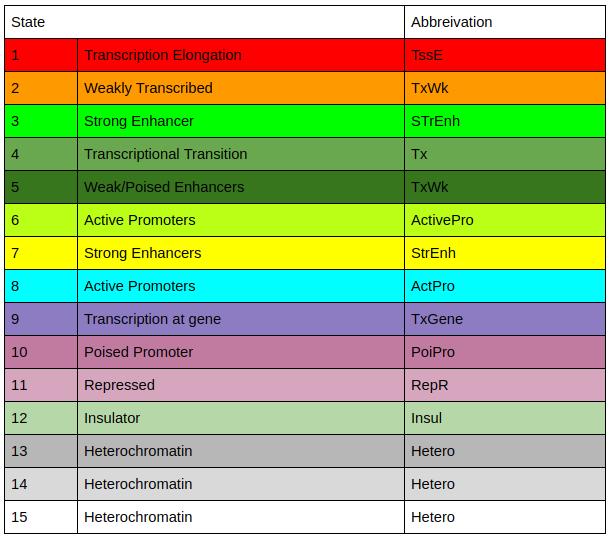 State Abbreivation
1 Transcription Elongation TssE
2 Weakly Transcribed TxWk
3 Strong Enhancer STrEnh
4 Transcriptional Transition Tx
5 Weak/Poised Enhancers TxWk
6 Active Promoters ActivePro
7 Strong Enhancers StrEnh
8 Active Promoters ActPro
9 Transcription at gene TxGene
10 Poised Promoter PoiPro
11 Repressed RepR
12 Insulator Insul
13 Heterochromatin Hetero
14 Heterochromatin Hetero
15 Heterochromatin Hetero